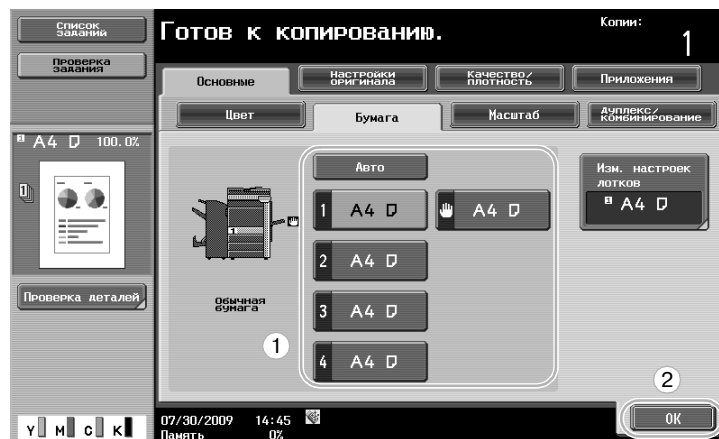 Список
заданий
Готов к копированию.
Копии:
1
Проверка
задания
Основные
Настройки
оригинала
Качество/
плотность
Приложения
Цвет
Бумага
Масштаб
Дуплекс/
Комбинирование
A4 100.0%
Авто
Изм. настроек
лотков
A4
1 A4
A4
1
2 A4
Проверка деталей
Обычная
бумага
3 A4
1
4 A4
2
OK
07/30/2009 14:45
Память 0%
Y M C K